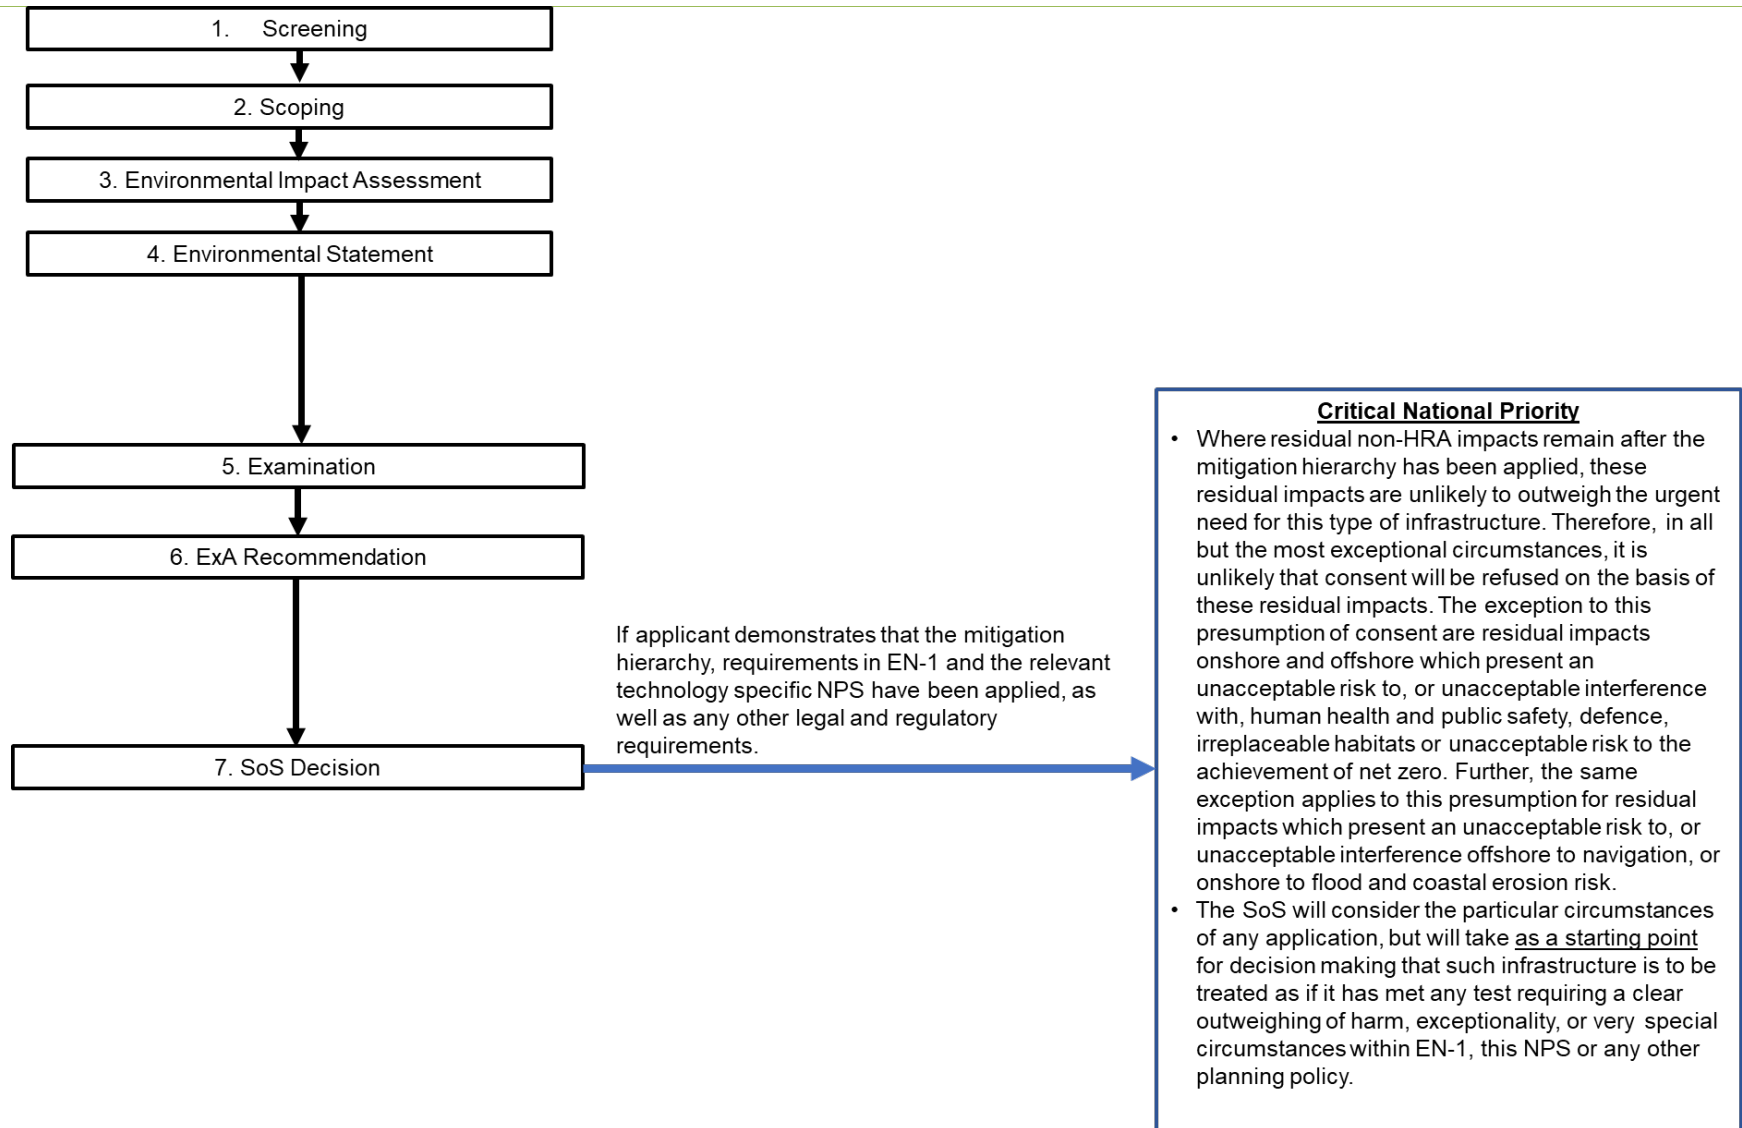 1. Screening
2. Scoping
3. Environmental Impact Assessment
4. Environmental Statement
5. Examination
6. ExA Recommendation
7. SoS Decision
If applicant demonstrates that the mitigation
hierarchy, requirements in EN-1 and the relevant
technology specific NPS have been applied, as
well as any other legal and regulatory
requirements.
Critical National Priority
• Where residual non-HRA impacts remain after the
mitigation hierarchy has been applied, these
residual impacts are unlikely to outweigh the urgent
need for this type of infrastructure. Therefore, in all
but the most exceptional circumstances, it is
unlikely that consent will be refused on the basis of
these residual impacts. The exception to this
presumption of consent are residual impacts
onshore and offshore which present an
unacceptable risk to, or unacceptable interference
with, human health and public safety, defence,
irreplaceable habitats or unacceptable risk to the
achievement of net zero. Further, the same
exception applies to this presumption for residual
impacts which present an unacceptable risk to, or
unacceptable interference offshore to navigation, or
onshore to flood and coastal erosion risk.
• The SoS will consider the particular circumstances
of any application, but will take as a starting point
for decision making that such infrastructure is to be
treated as if it has met any test requiring a clear
outweighing of harm, exceptionality, or very special
circumstances within EN-1, this NPS or any other
planning policy.